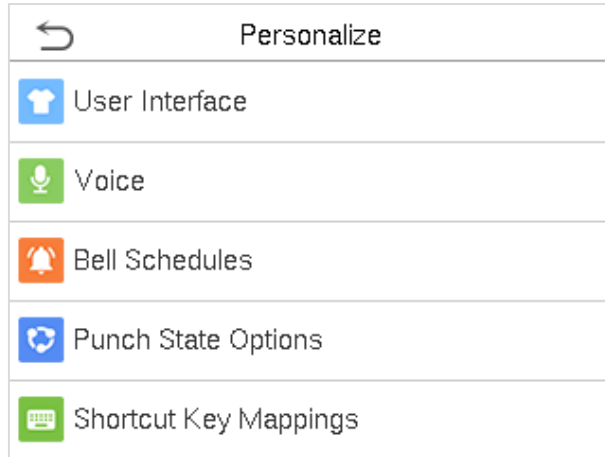 Personalize
User Interface
Voice
Bell Schedules
Punch State Options
Shortcut Key Mappings